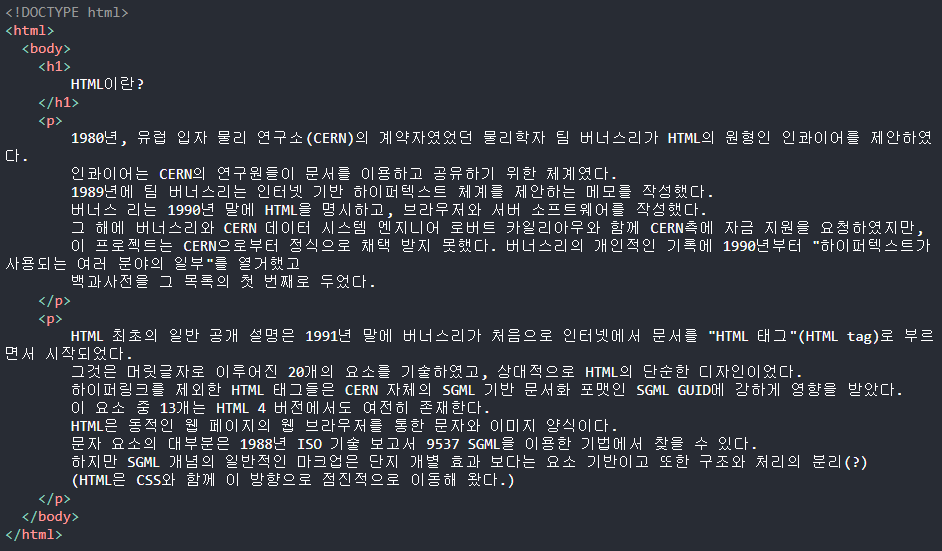 <!DOCTYPE html>
<html>
<body>
<h1>
HTML이란?
</h1>
<p>
1980년, 유럽 입자 물리 연구소(CERN)의 계약자였었던 물리학자 팀 버너스리가 HTML의 원형인 인콰이어를 제안하였
다.
인콰이어는 CERN의 연구원들이 문서를 이용하고 공유하기 위한 체계였다.
1989년에 팀 버너스리는 인터넷 기반 하이퍼텍스트 체계를 제안하는 메모를 작성했다.
버너스 리는 1990년 말에 HTML을 명시하고, 브라우저와 서버 소프트웨어를 작성했다.
그 해에 버너스리와 CERN 데이터 시스템 엔지니어 로버트 카일리아우와 함께 CERN측에 자금 지원을 요청하였지만,
이 프로젝트는 CERN으로부터 정식으로 채택 받지 못했다. 버너스리의 개인적인 기록에 1990년부터 "하이퍼텍스트가
사용되는 여러 분야의 일부"를 열거했고
백과사전을 그 목록의 첫 번째로 두었다.
</p>
<p>
HTML 최초의 일반 공개 설명은 1991년 말에 버너스리가 처음으로 인터넷에서 문서를 "HTML 태그"(HTML tag)로 부르
면서 시작되었다.
그것은 머릿글자로 이루어진 20개의 요소를 기술하였고, 상대적으로 HTML의 단순한 디자인이었다.
하이퍼링크를 제외한 HTML 태그들은 CERN 자체의 SGML 기반 문서화 포맷인 SGML GUID에 강하게 영향을 받았다.
이 요소 중 13개는 HTML 4 버전에서도 여전히 존재한다.
HTML은 동적인 웹 페이지의 웹 브라우저를 통한 문자와 이미지 양식이다.
문자 요소의 대부분은 1988년 ISO 기술 보고서 9537 SGML을 이용한 기법에서 찾을 수 있다.
하지만 SGML 개념의 일반적인 마크업은 단지 개별 효과 보다는 요소 기반이고 또한 구조와 처리의 분리(?)
(HTML은 CSS와 함께 이 방향으로 점진적으로 이동해 왔다.)
</p>
</body>
</html>